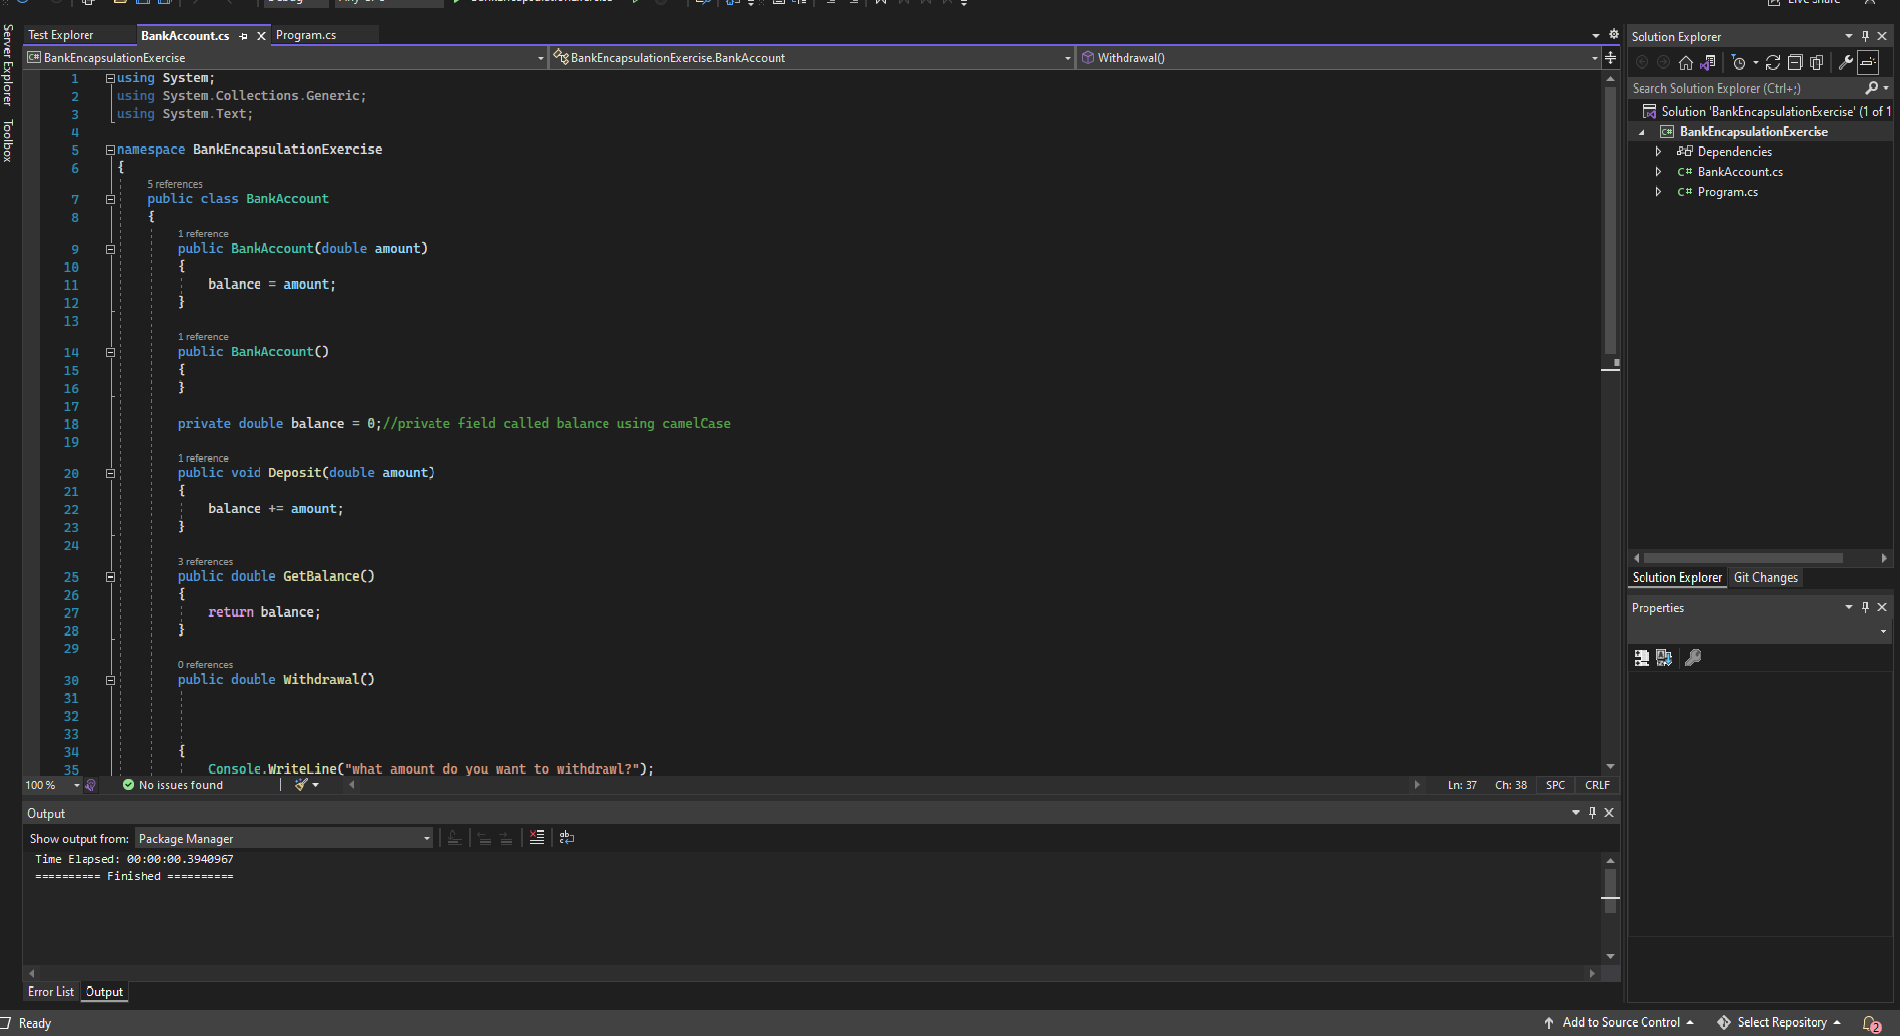 Live Share
Server Explorer
Toolbox
Test Explorer
BankAccount.cs
Program.cs
BankEncapsulationExercise
BankEncapsulationExercise.BankAccount
Withdrawal()
1 using System;
2 using System.Collections.Generic;
3 using System.Text;
4
5 namespace BankEncapsulationExercise
6 {
5 references
7 public class BankAccount
8 {
1 reference
9 public BankAccount(double amount)
10 {
11 balance = amount;
12 }
13
1 reference
14 public BankAccount()
15 {
16 }
17
18 private double balance = 0;//private field called balance using camelCase
19
1 reference
20 public void Deposit(double amount)
21 {
22 balance += amount;
23 }
24
3 references
25 public double GetBalance()
26 {
27 return balance;
28 }
29
0 references
30 public double Withdrawal()
31
32
33
34 {
35 Console.WriteLine("what amount do you want to withdrawl?");
100 %
No issues found
Ln: 37
Ch: 38
SPC
CRLF
Output
Show output from: Package Manager
Time Elapsed: 00:00:00.3940967
========== Finished ==========
Error List
Output
Solution Explorer
Search Solution Explorer (Ctrl+;)
Solution 'BankEncapsulationExercise' (1 of 1
BankEncapsulationExercise
Dependencies
C# BankAccount.cs
C# Program.cs
Solution Explorer
Git Changes
Properties
Ready
Add to Source Control
Select Repository
2